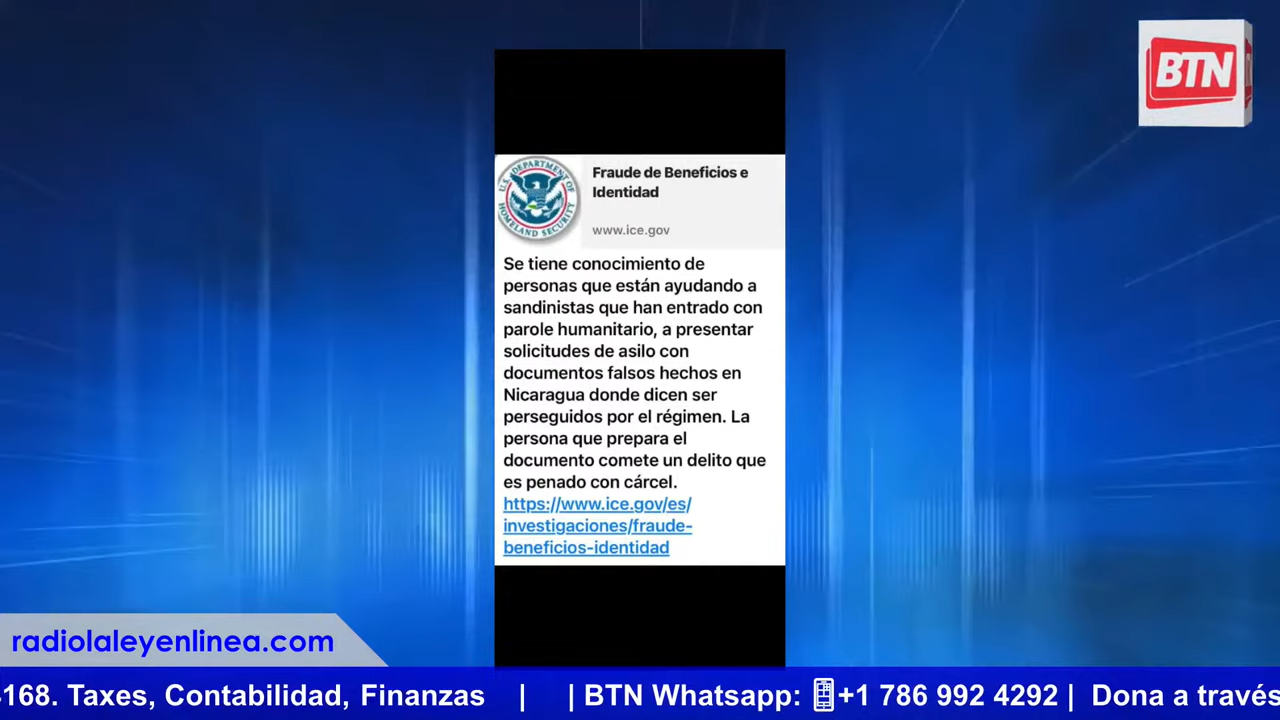 BTN
U.S. DEPARTMENT OF HOMELAND SECURITY
Fraude de Beneficios e
Identidad
www.ice.gov
Se tiene conocimiento de
personas que están ayudando a
sandinistas que han entrado con
parole humanitario, a presentar
solicitudes de asilo con
documentos falsos hechos en
Nicaragua donde dicen ser
perseguidos por el régimen. La
persona que prepara el
documento comete un delito que
es penado con cárcel.
https://www.ice.gov/es/
investigaciones/fraude-
beneficios-identidad
radiolaleyenlinea.com
168. Taxes, Contabilidad, Finanzas | | BTN Whatsapp: +1 786 992 4292 | Dona a través